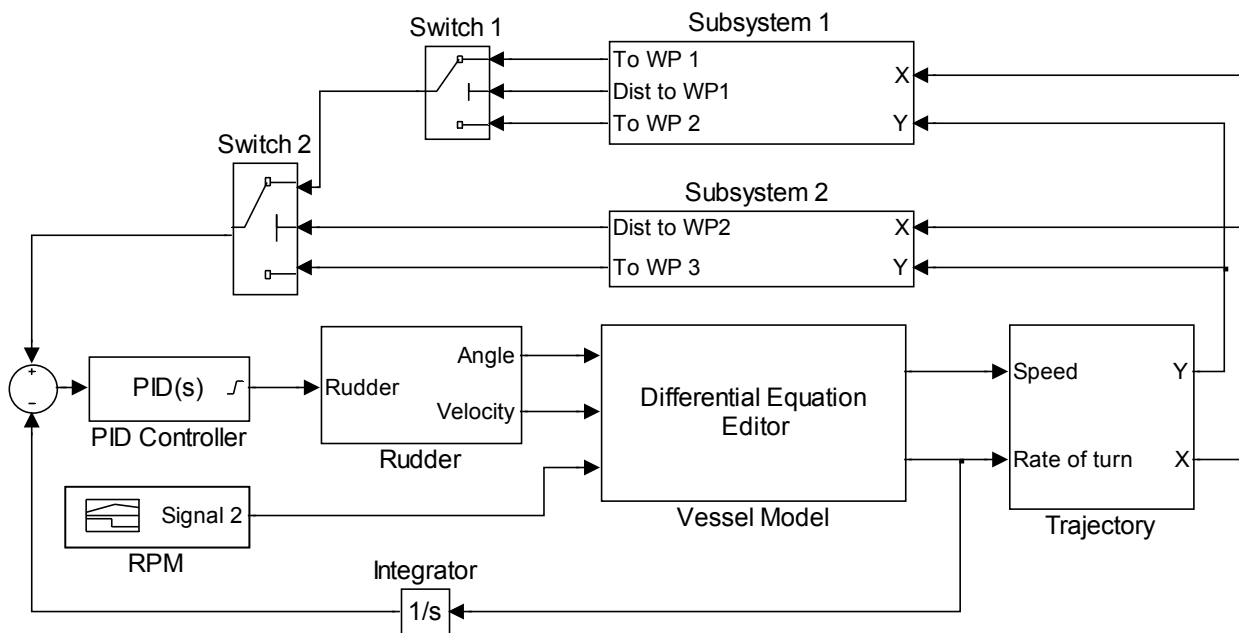 Subsystem 1
Switch 1
To WP 1
X
Dist to WP1
To WP 2
Y
Switch 2
Subsystem 2
Dist to WP2
X
To WP 3
Y
+
−
PID(s)
PID Controller
Rudder
Angle
Velocity
Rudder
Differential Equation
Editor
Vessel Model
Speed
Y
Rate of turn
X
Trajectory
Signal 2
RPM
Integrator
1/s